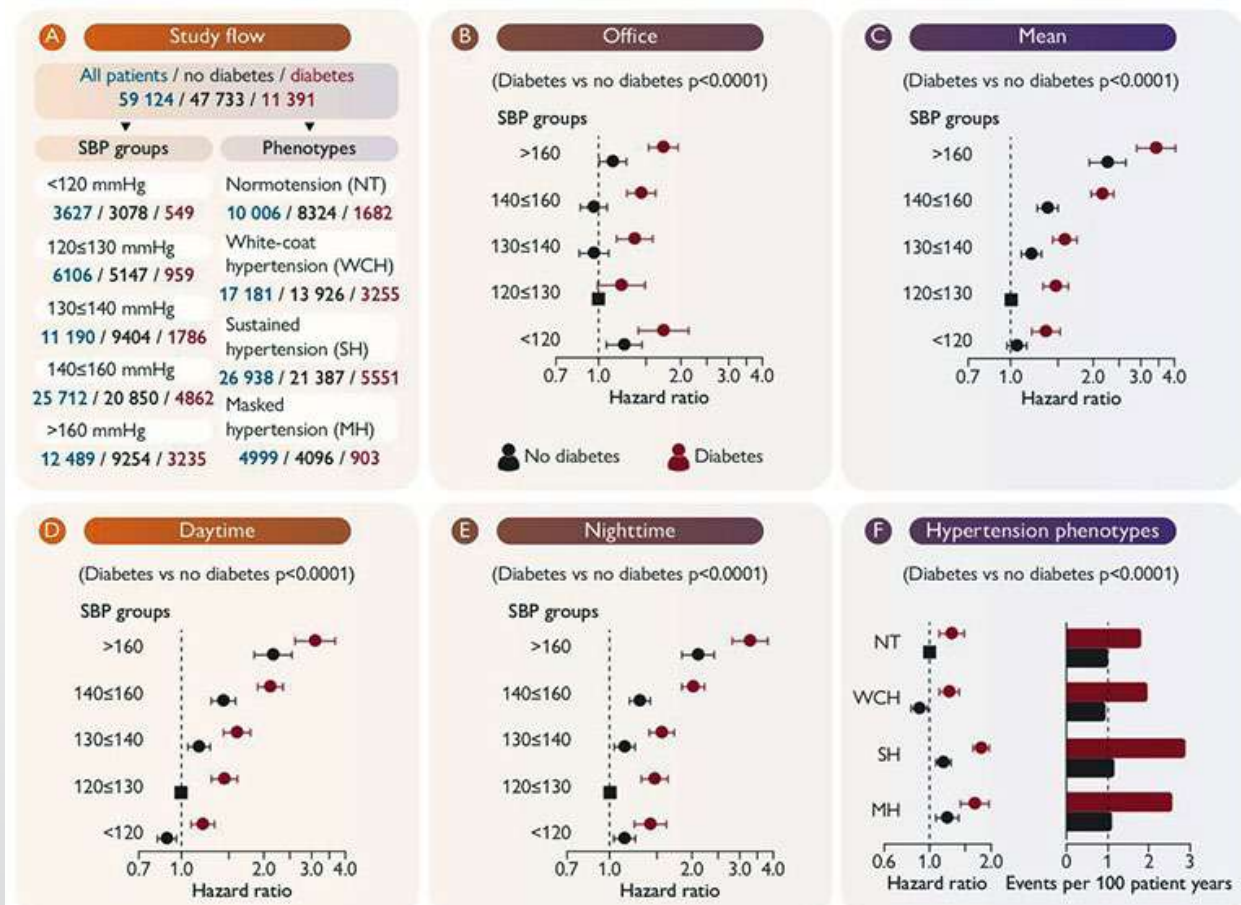 A Study flow
All patients / no diabetes / diabetes
59 124 / 47 733 / 11 391
SBP groups
<120 mmHg
3627 / 3078 / 549
120≤130 mmHg
6106 / 5147 / 959
130≤140 mmHg
11 190 / 9404 / 1786
140≤160 mmHg
25 712 / 20 850 / 4862
>160 mmHg
12 489 / 9254 / 3235
Phenotypes
Normotension (NT)
10 006 / 8324 / 1682
White-coat
hypertension (WCH)
17 181 / 13 926 / 3255
Sustained
hypertension (SH)
26 938 / 21 387 / 5551
Masked
hypertension (MH)
4999 / 4096 / 903
B Office
(Diabetes vs no diabetes p<0.0001)
SBP groups
>160
140≤160
130≤140
120≤130
<120
0.7 1.0 2.0 3.0 4.0
Hazard ratio
No diabetes Diabetes
C Mean
(Diabetes vs no diabetes p<0.0001)
SBP groups
>160
140≤160
130≤140
120≤130
<120
0.7 1.0 2.0 3.0 4.0
Hazard ratio
D Daytime
(Diabetes vs no diabetes p<0.0001)
SBP groups
>160
140≤160
130≤140
120≤130
<120
0.7 1.0 2.0 3.0 4.0
Hazard ratio
E Nighttime
(Diabetes vs no diabetes p<0.0001)
SBP groups
>160
140≤160
130≤140
120≤130
<120
0.7 1.0 2.0 3.0 4.0
Hazard ratio
F Hypertension phenotypes
(Diabetes vs no diabetes p<0.0001)
NT
WCH
SH
MH
0.6 1.0 2.0 0 1 2 3
Hazard ratio Events per 100 patient years